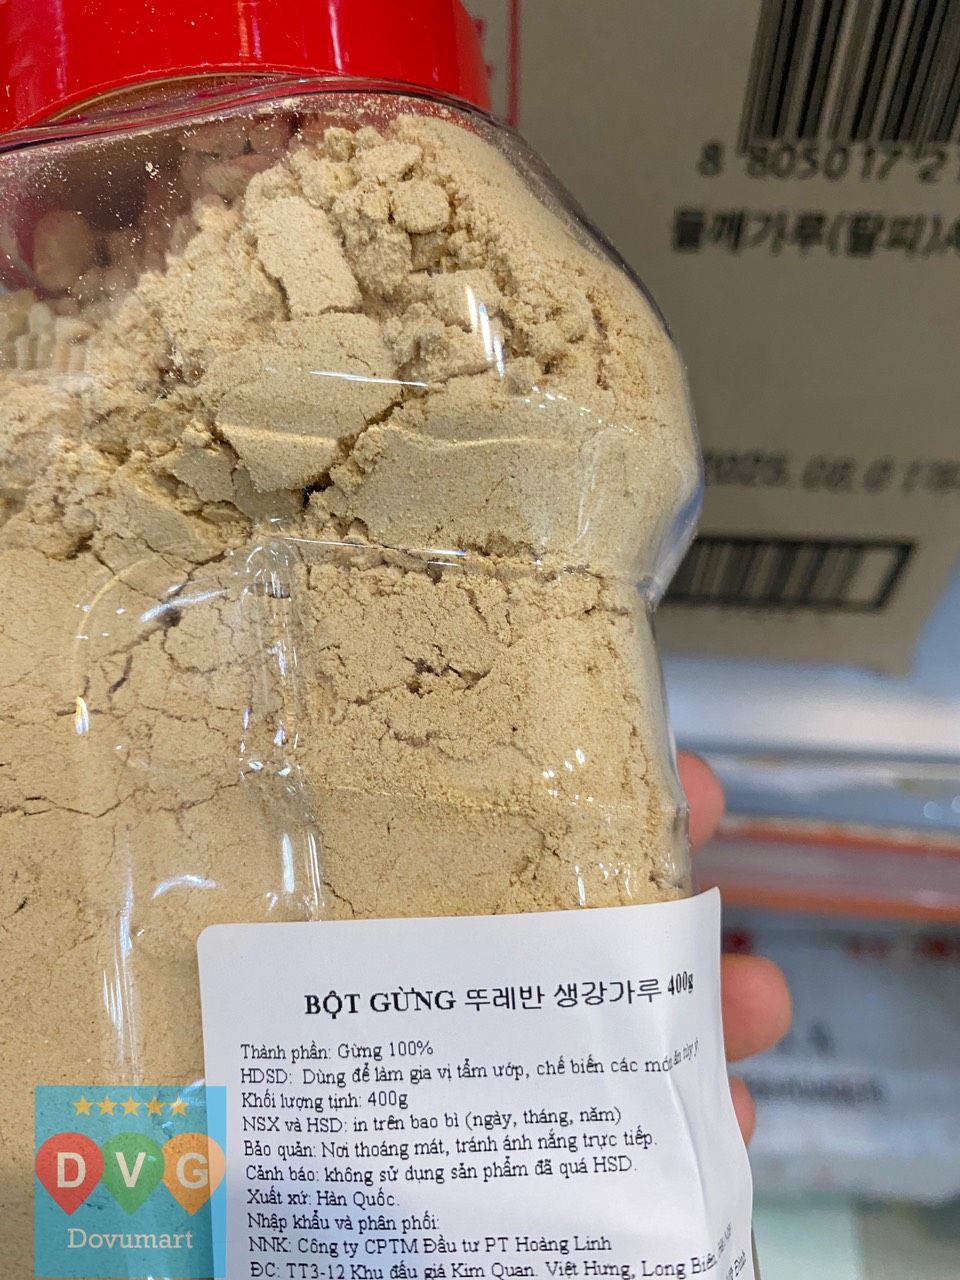 8 805017 2
들깨가루(탈피)
2025.08.0
BỘT GỪNG 뚜레반 생강가루 400g
Thành phần: Gừng 100%
HDSD: Dùng để làm gia vị tẩm ướp, chế biến các món ăn tùy ý
Khối lượng tịnh: 400g
NSX và HSD: in trên bao bì (ngày, tháng, năm)
Bảo quản: Nơi thoáng mát, tránh ánh nắng trực tiếp.
Cảnh báo: không sử dụng sản phẩm đã quá HSD.
Xuất xứ: Hàn Quốc.
Nhập khẩu và phân phối:
NNK: Công ty CPTM Đầu tư PT Hoàng Linh
ĐC: TT3-12 Khu đấu giá Kim Quan, Việt Hưng, Long Biên,
DVG
Dovumart